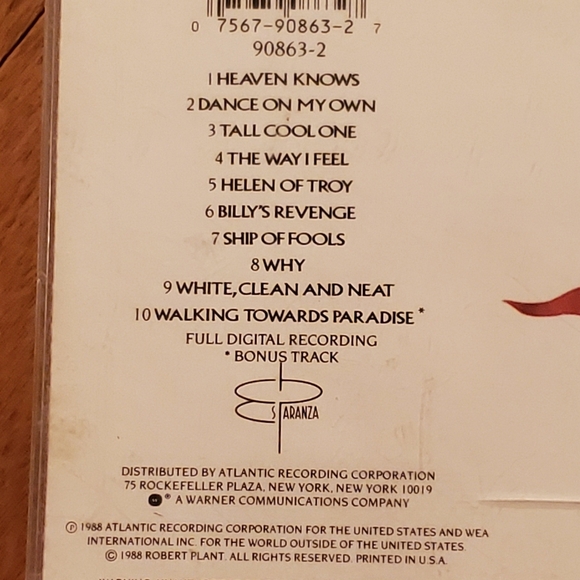 0 7567-90863-2 7
90863-2
1 HEAVEN KNOWS
2 DANCE ON MY OWN
3 TALL COOL ONE
4 THE WAY I FEEL
5 HELEN OF TROY
6 BILLY'S REVENGE
7 SHIP OF FOOLS
8 WHY
9 WHITE, CLEAN AND NEAT
10 WALKING TOWARDS PARADISE*
FULL DIGITAL RECORDING
* BONUS TRACK
ES PARANZA
DISTRIBUTED BY ATLANTIC RECORDING CORPORATION
75 ROCKEFELLER PLAZA, NEW YORK, NEW YORK 10019
® A WARNER COMMUNICATIONS COMPANY
℗ 1988 ATLANTIC RECORDING CORPORATION FOR THE UNITED STATES AND WEA
INTERNATIONAL INC. FOR THE WORLD OUTSIDE OF THE UNITED STATES.
© 1988 ROBERT PLANT. ALL RIGHTS RESERVED. PRINTED IN U.S.A.